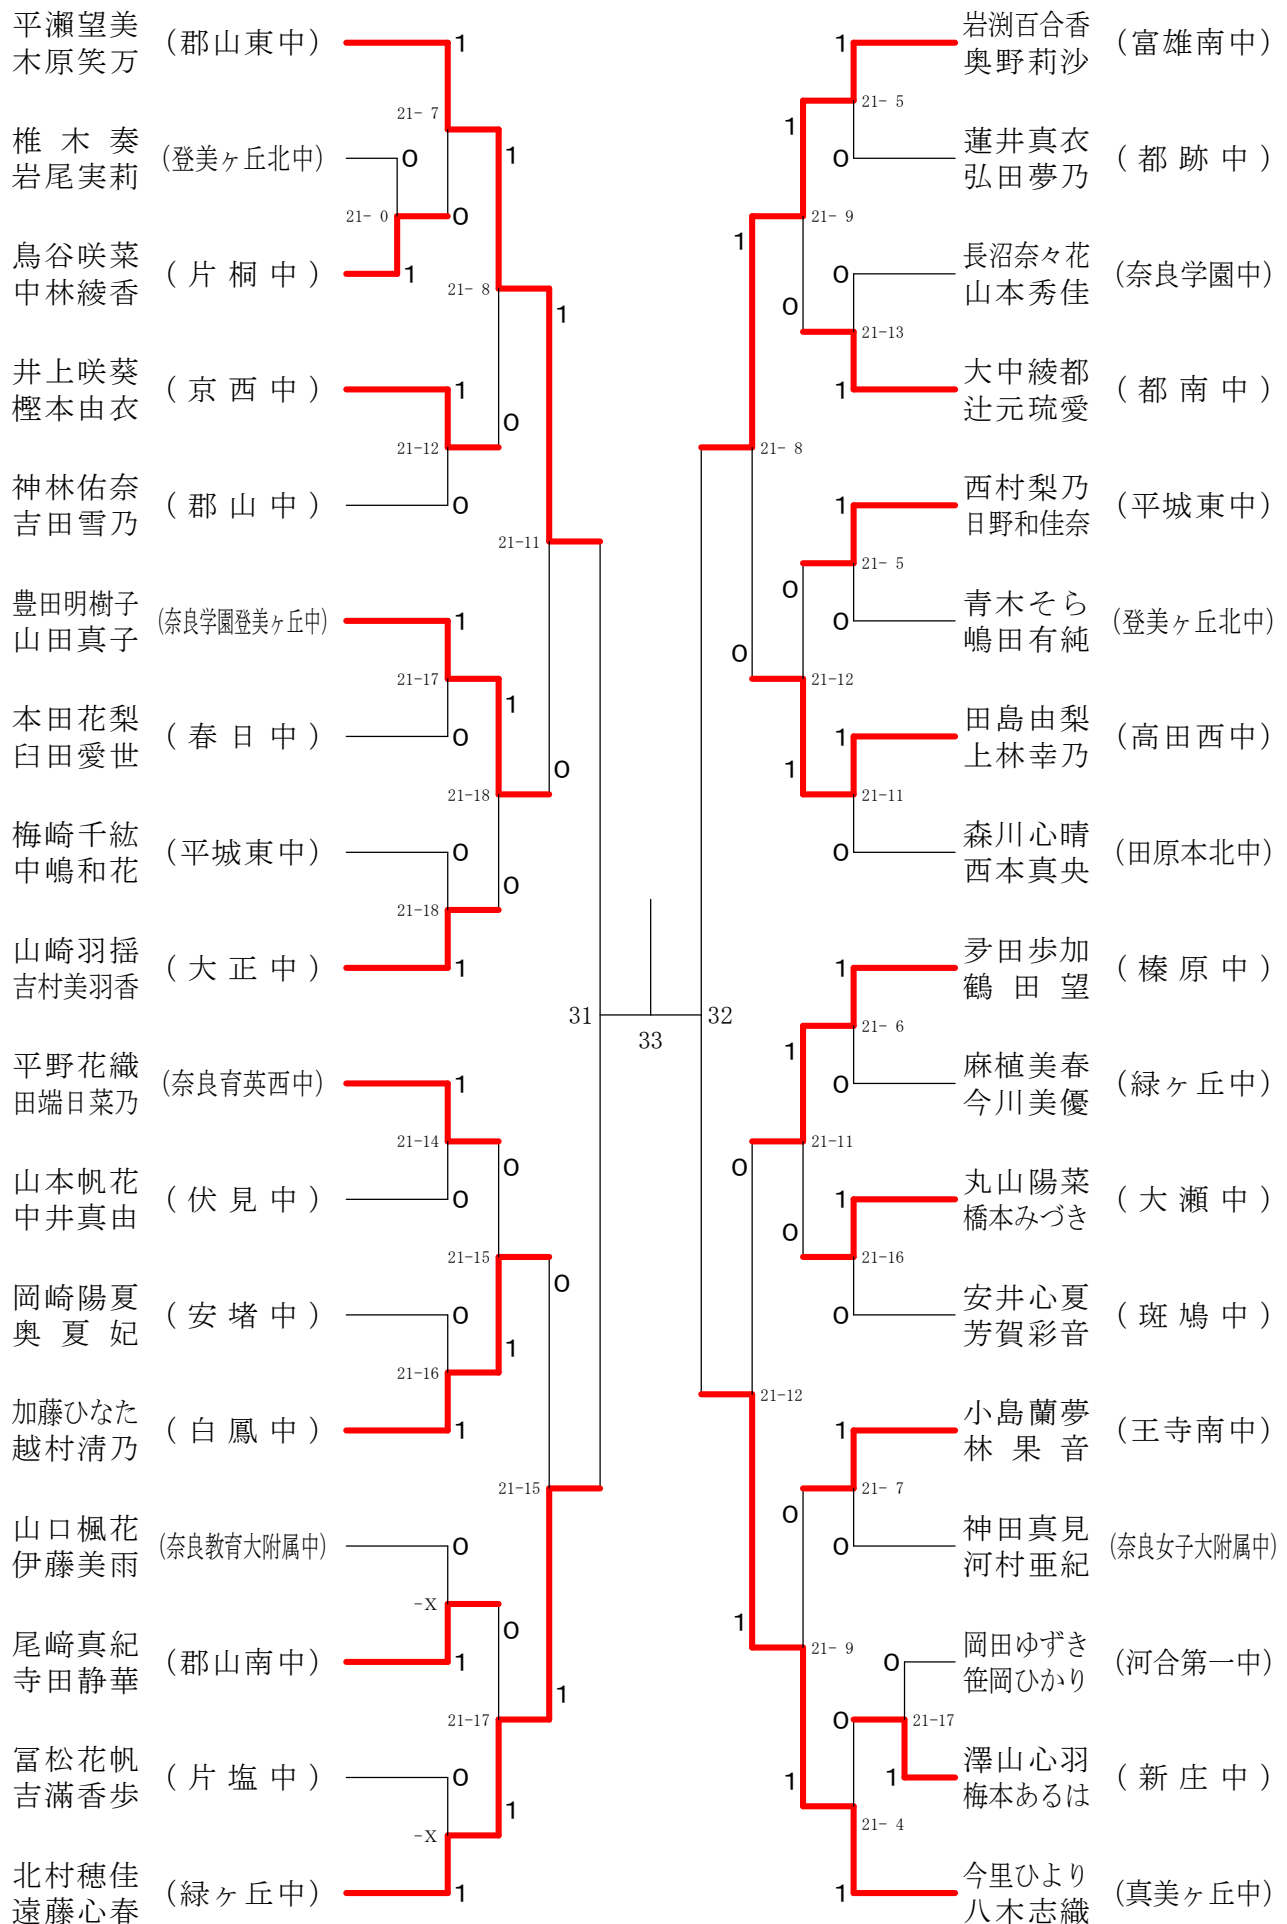 平瀬望美
木原笑万
(郡山東中)
1
21- 7
椎木奏
岩尾実莉
(登美ヶ丘北中)
0
1
21- 0
0
鳥谷咲菜
中林綾香
(片桐中)
1
21- 8
1
井上咲葵
樫本由衣
(京西中)
1
0
21-12
神林佑奈
吉田雪乃
(郡山中)
0
21-11
豊田明樹子
山田真子
(奈良学園登美ヶ丘中)
1
21-17
1
本田花梨
臼田愛世
(春日中)
0
0
21-18
梅崎千紘
中嶋和花
(平城東中)
0
0
21-18
山崎羽揺
吉村美羽香
(大正中)
1
31
33
32
平野花織
田端日菜乃
(奈良育英西中)
1
21-14
0
山本帆花
中井真由
(伏見中)
0
21-15
0
岡崎陽夏
奥夏妃
(安堵中)
0
1
21-16
加藤ひなた
越村清乃
(白鳳中)
1
21-15
山口楓花
伊藤美雨
(奈良教育大附属中)
0
-X
0
尾﨑真紀
寺田静華
(郡山南中)
1
1
21-17
冨松花帆
吉満香歩
(片塩中)
0
1
-X
北村穂佳
遠藤心春
(緑ヶ丘中)
1
1
岩渕百合香
奥野莉沙
(富雄南中)
21- 5
1
0
蓮井真衣
弘田夢乃
(都跡中)
21- 9
1
0
長沼奈々花
山本秀佳
(奈良学園中)
0
21-13
1
大中綾都
辻元琉愛
(都南中)
21- 8
1
西村梨乃
日野和佳奈
(平城東中)
21- 5
0
0
青木そら
嶋田有純
(登美ヶ丘北中)
0
21-12
1
田島由梨
上林幸乃
(高田西中)
1
21-11
0
森川心晴
西本真央
(田原本北中)
1
夛田歩加
鶴田望
(榛原中)
21- 6
1
0
麻植美春
今川美優
(緑ヶ丘中)
21-11
0
1
丸山陽菜
橋本みづき
(大瀬中)
0
21-16
0
安井心夏
芳賀彩音
(斑鳩中)
21-12
1
小島蘭夢
林果音
(王寺南中)
21- 7
0
0
神田真見
河村亜紀
(奈良女子大附属中)
1
21- 9
0
岡田ゆずき
笹岡ひかり
(河合第一中)
0
21-17
1
澤山心羽
梅本あるは
(新庄中)
1
21- 4
1
今里ひより
八木志織
(真美ヶ丘中)